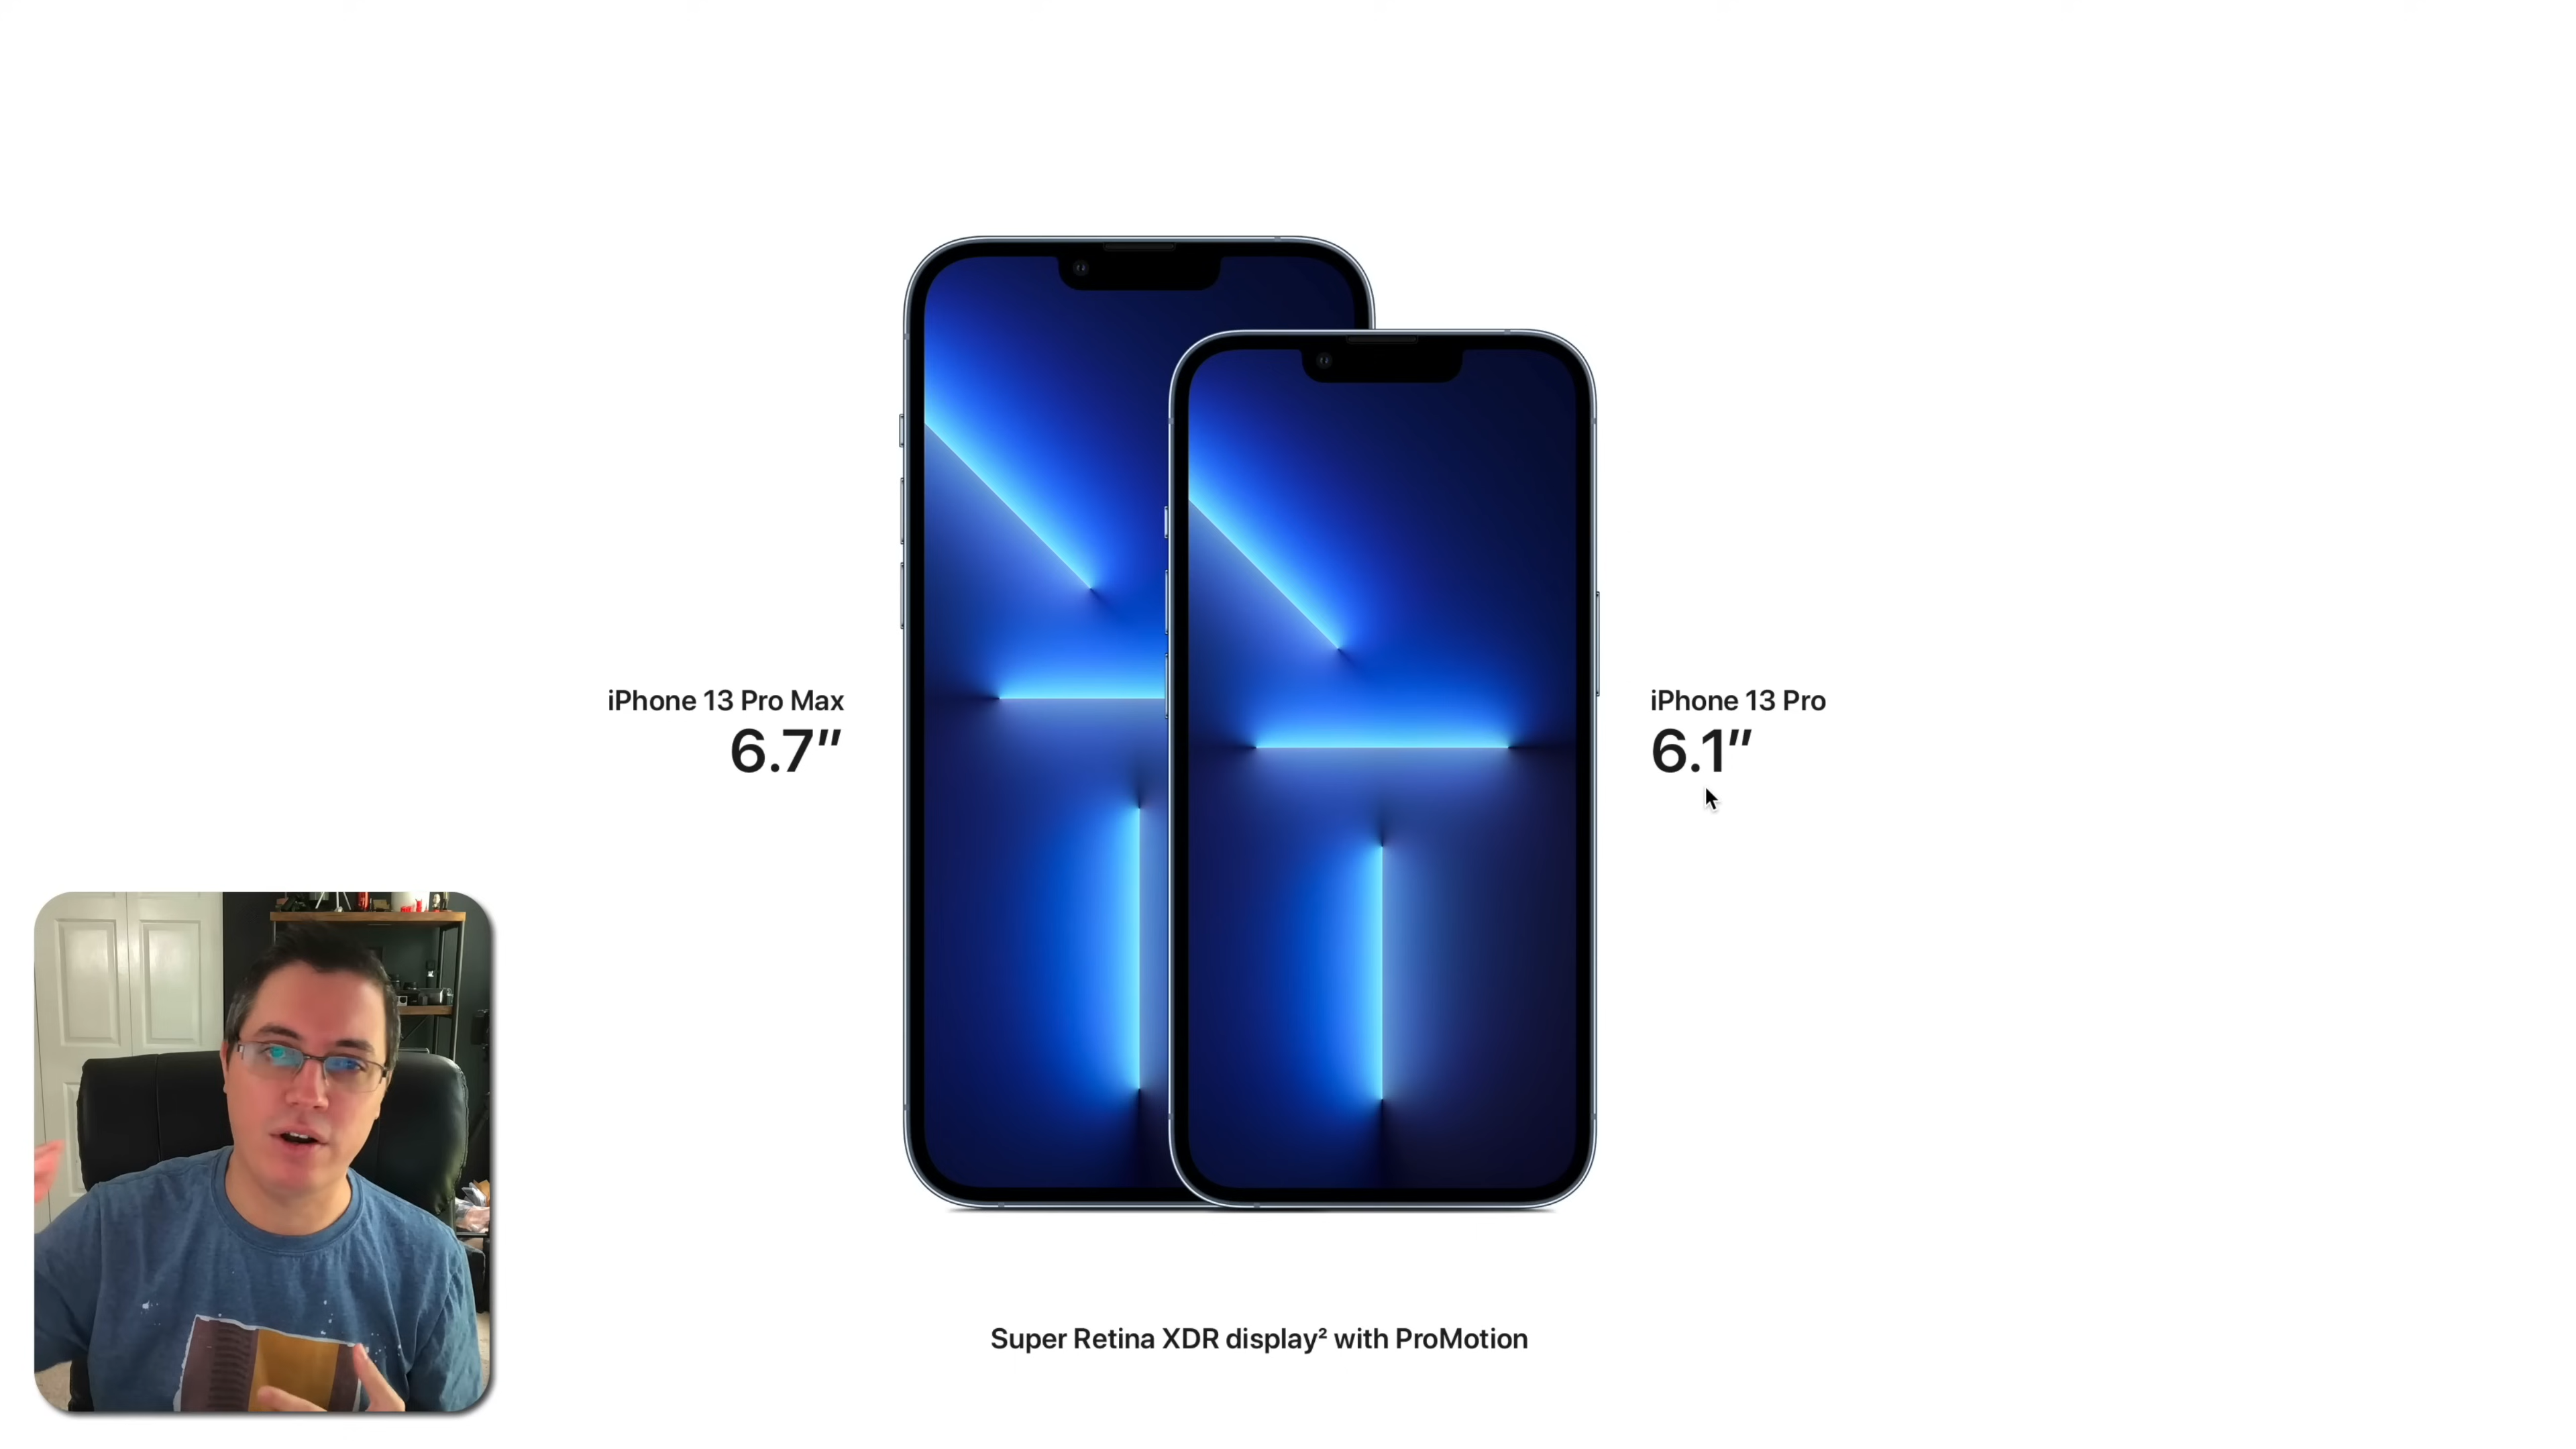 iPhone 13 Pro Max
6.7″
iPhone 13 Pro
6.1″
Super Retina XDR display² with ProMotion